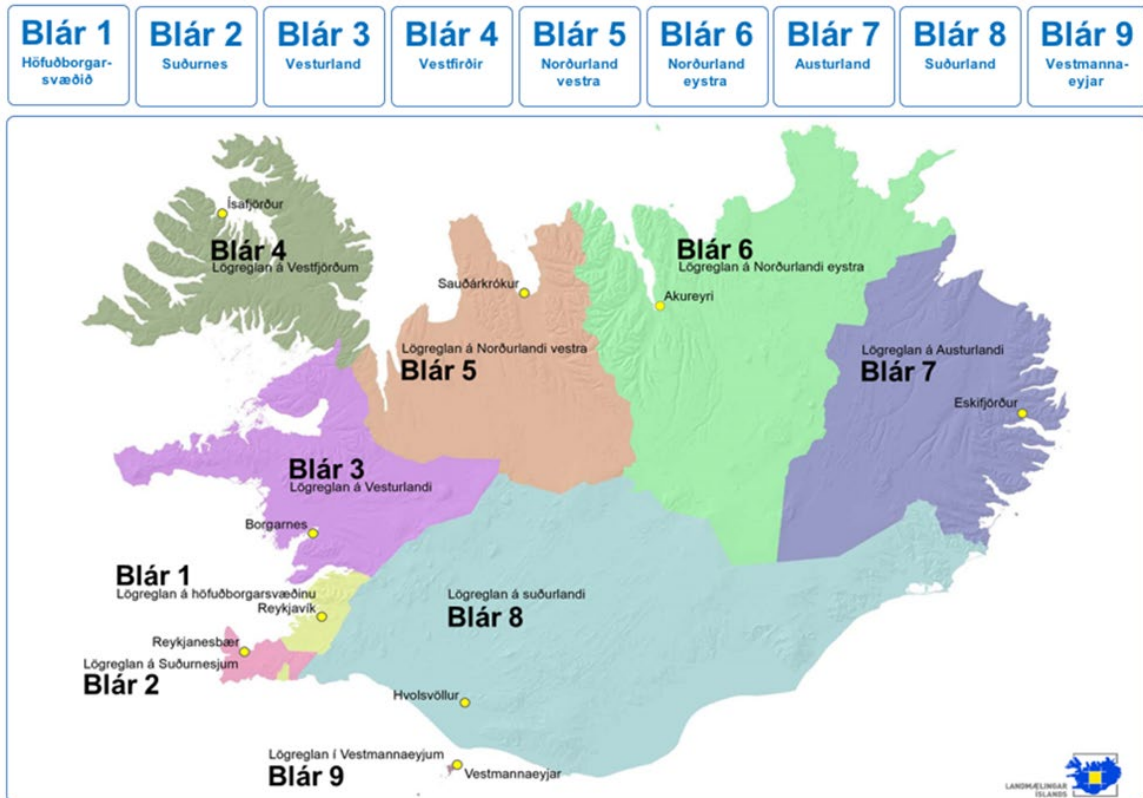 Blár 1
Höfuðborgar-
svæðið
Blár 2
Suðurnes
Blár 3
Vesturland
Blár 4
Vestfirðir
Blár 5
Norðurland
vestra
Blár 6
Norðurland
eystra
Blár 7
Austurland
Blár 8
Suðurland
Blár 9
Vestmanna-
eyjar
Ísafjörður
Blár 4
Lögreglan á Vestfjörðum
Blár 6
Lögreglan á Norðurlandi eystra
Sauðárkrókur
Akureyri
Lögreglan á Norðurlandi vestra
Blár 5
Lögreglan á Austurlandi
Blár 7
Eskifjörður
Blár 3
Lögreglan á Vesturlandi
Borgarnes
Blár 1
Lögreglan á höfuðborgarsvæðinu
Reykjavík
Lögreglan á suðurlandi
Blár 8
Reykjanesbær
Lögreglan á Suðurnesjum
Blár 2
Hvolsvöllur
Lögreglan í Vestmannaeyjum
Blár 9
Vestmannaeyjar
LANDMÆLINGAR
ÍSLANDS